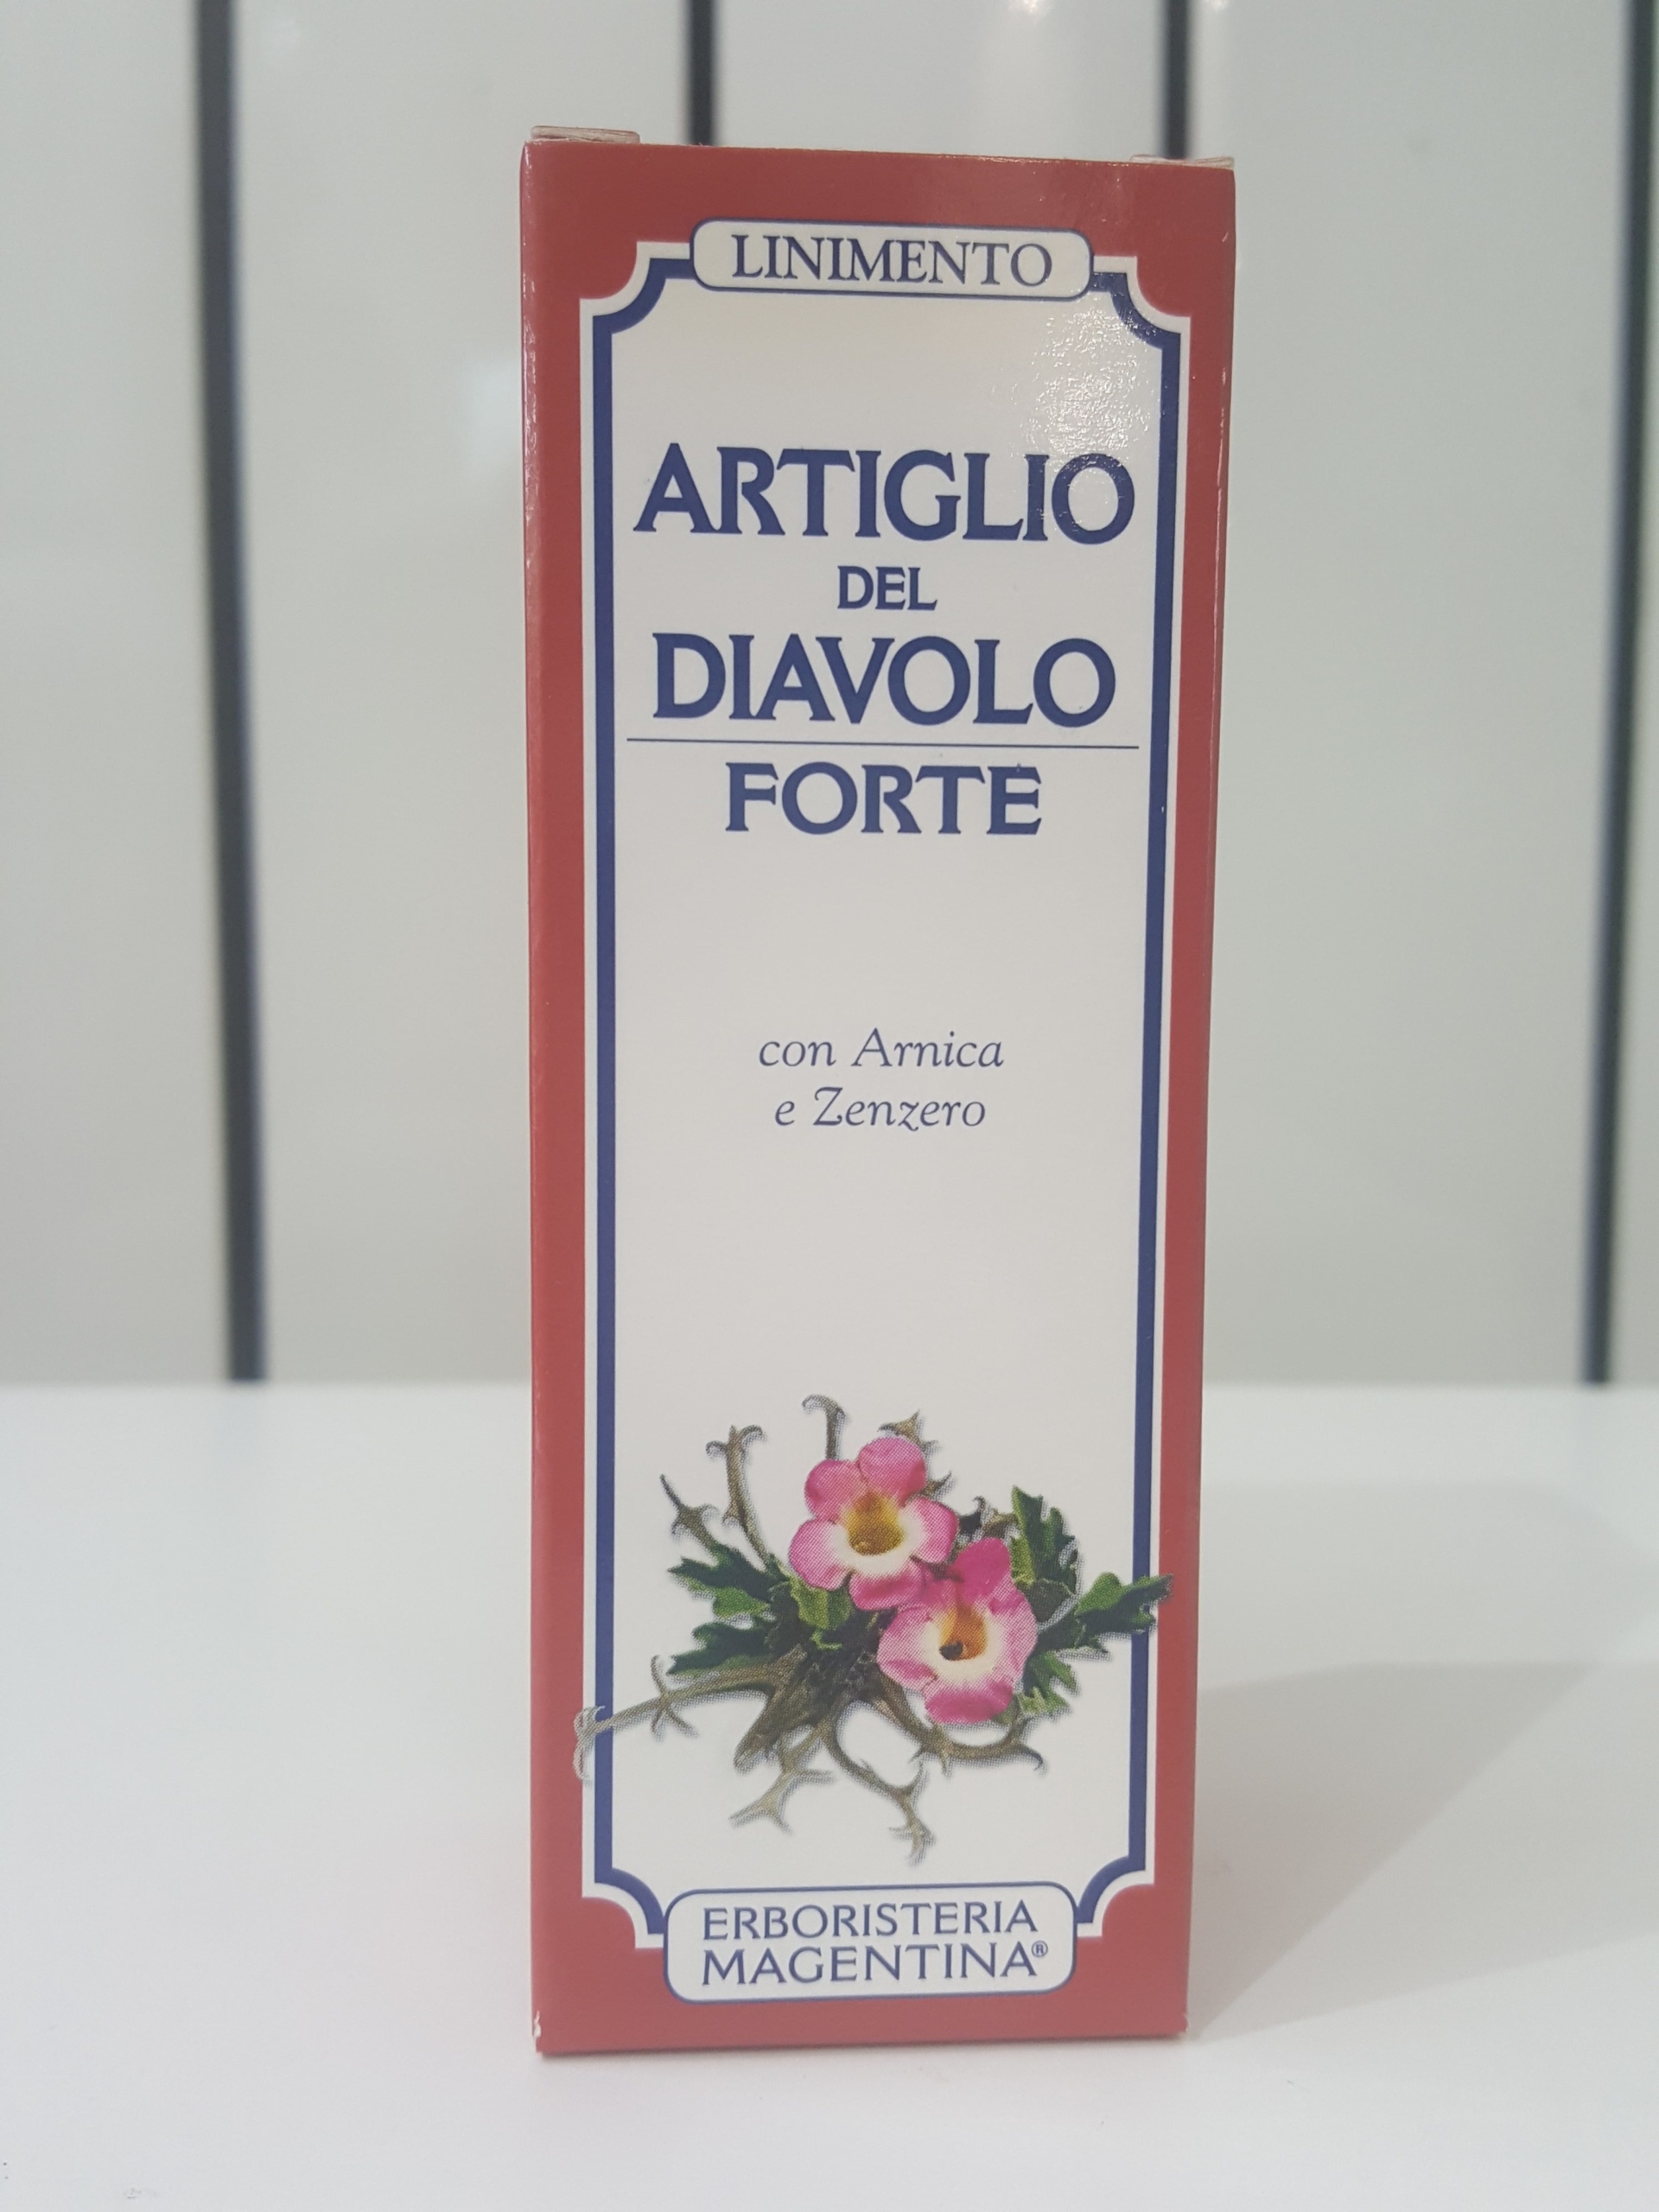 LINIMENTO
ARTIGLIO
DEL
DIAVOLO
FORTE
con Arnica
e Zenzero
ERBORISTERIA
MAGENTINA®